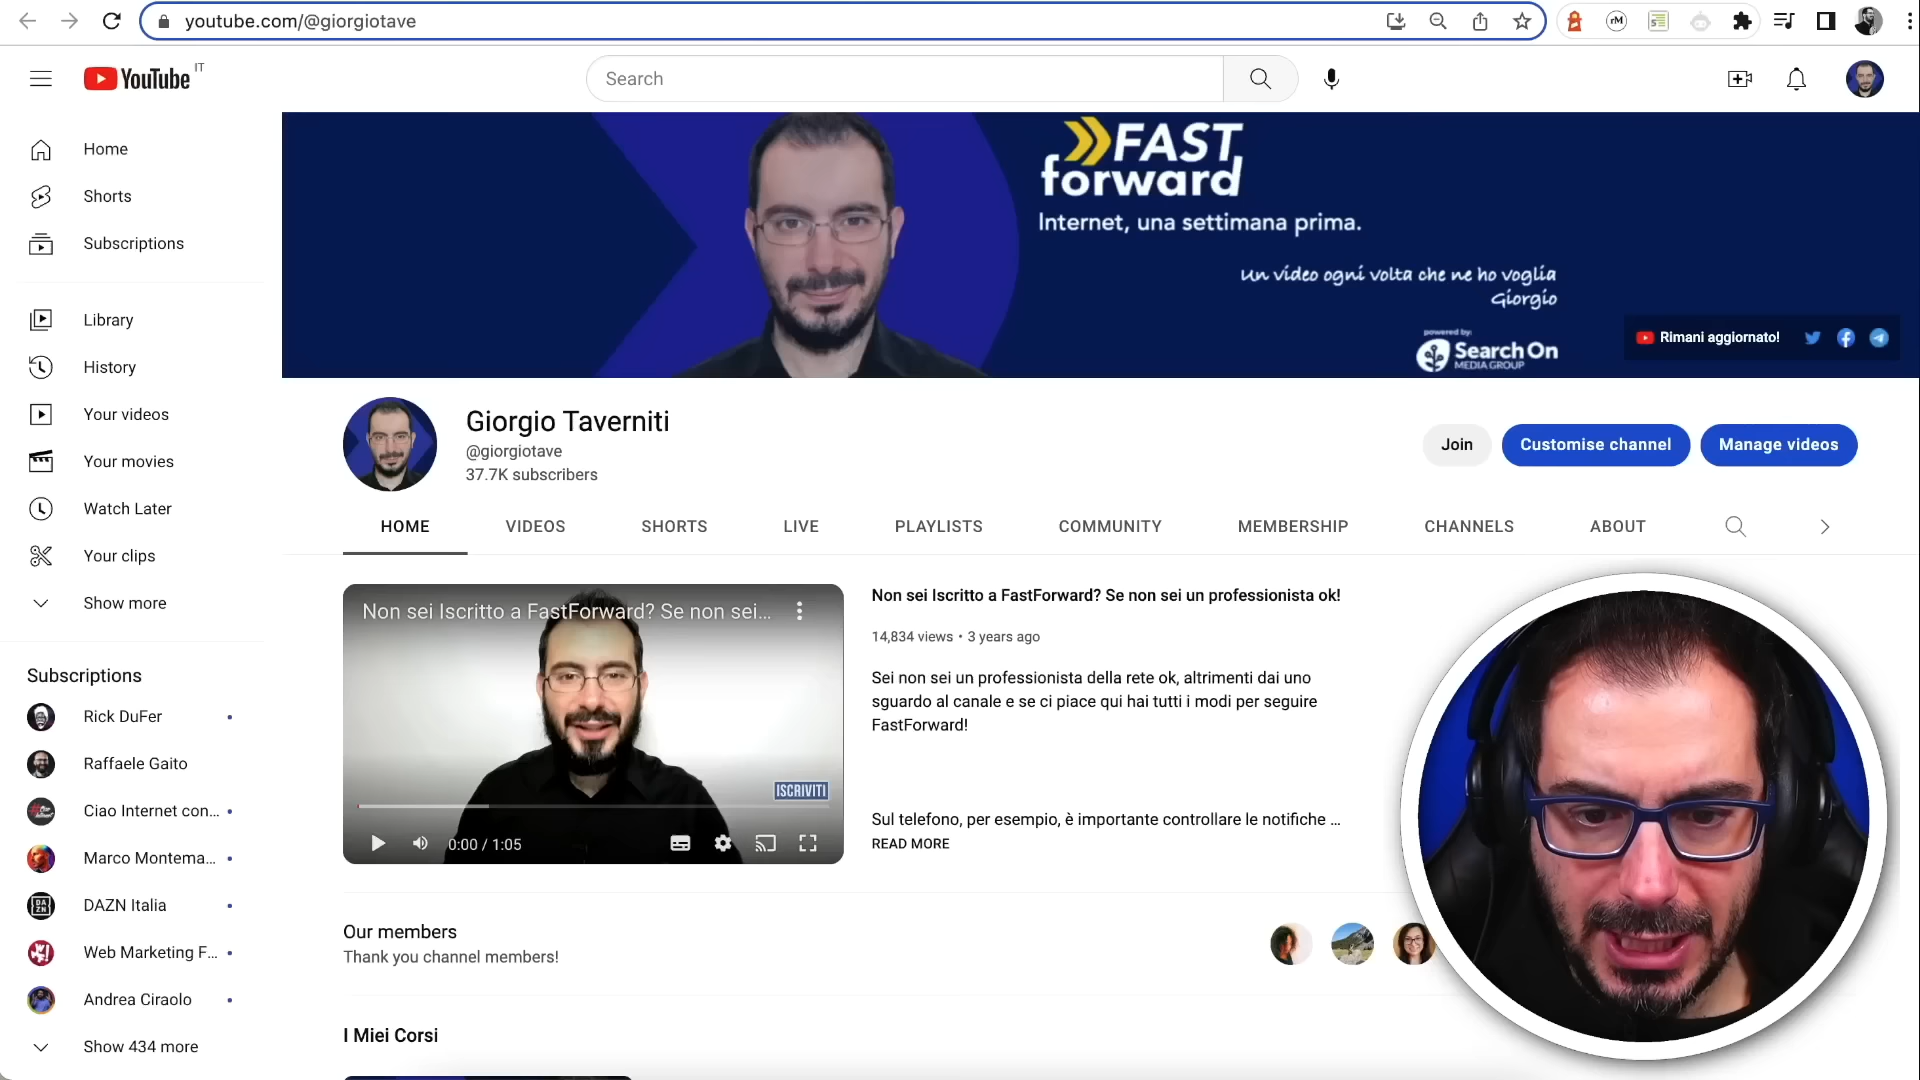 youtube.com/@giorgiotave
YouTube IT
Search
Home
Shorts
Subscriptions
Library
History
Your videos
Your movies
Watch Later
Your clips
Show more
Subscriptions
Rick DuFer
Raffaele Gaito
Ciao Internet con...
Marco Montema...
DAZN Italia
Web Marketing F...
Andrea Ciraolo
Show 434 more
FAST
forward
Internet, una settimana prima.
Un video ogni volta che ne ho voglia
Giorgio
powered by:
Search On
MEDIA GROUP
Rimani aggiornato!
Giorgio Taverniti
@giorgiotave
37.7K subscribers
Join
Customise channel
Manage videos
HOME
VIDEOS
SHORTS
LIVE
PLAYLISTS
COMMUNITY
MEMBERSHIP
CHANNELS
ABOUT
Non sei Iscritto a FastForward? Se non sei...
ISCRIVITI
0:00 / 1:05
Non sei Iscritto a FastForward? Se non sei un professionista ok!
14,834 views • 3 years ago
Sei non sei un professionista della rete ok, altrimenti dai uno
sguardo al canale e se ci piace qui hai tutti i modi per seguire
FastForward!
Sul telefono, per esempio, è importante controllare le notifiche ...
READ MORE
Our members
Thank you channel members!
I Miei Corsi